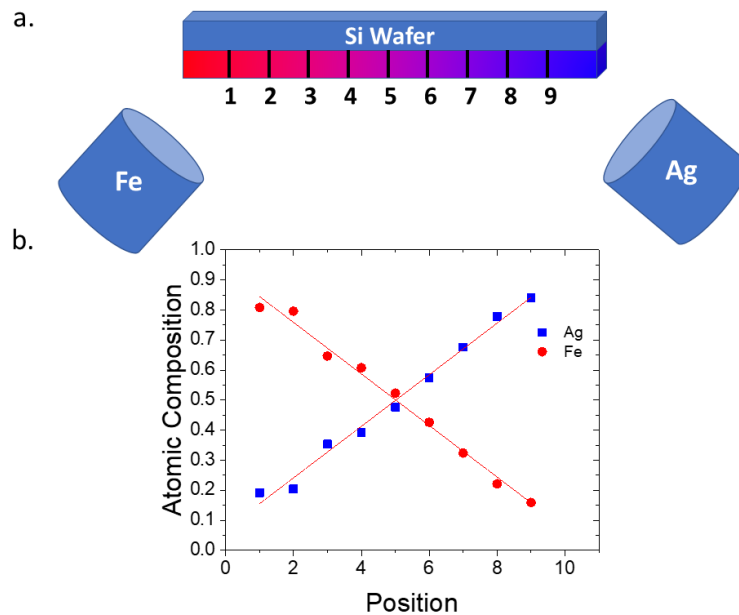 a.
Si Wafer
1 2 3 4 5 6 7 8 9
Fe
Ag
b.
1.0
0.9
0.8
0.7
0.6
0.5
0.4
0.3
0.2
0.1
0.0
Atomic Composition
Ag
Fe
0 2 4 6 8 10
Position